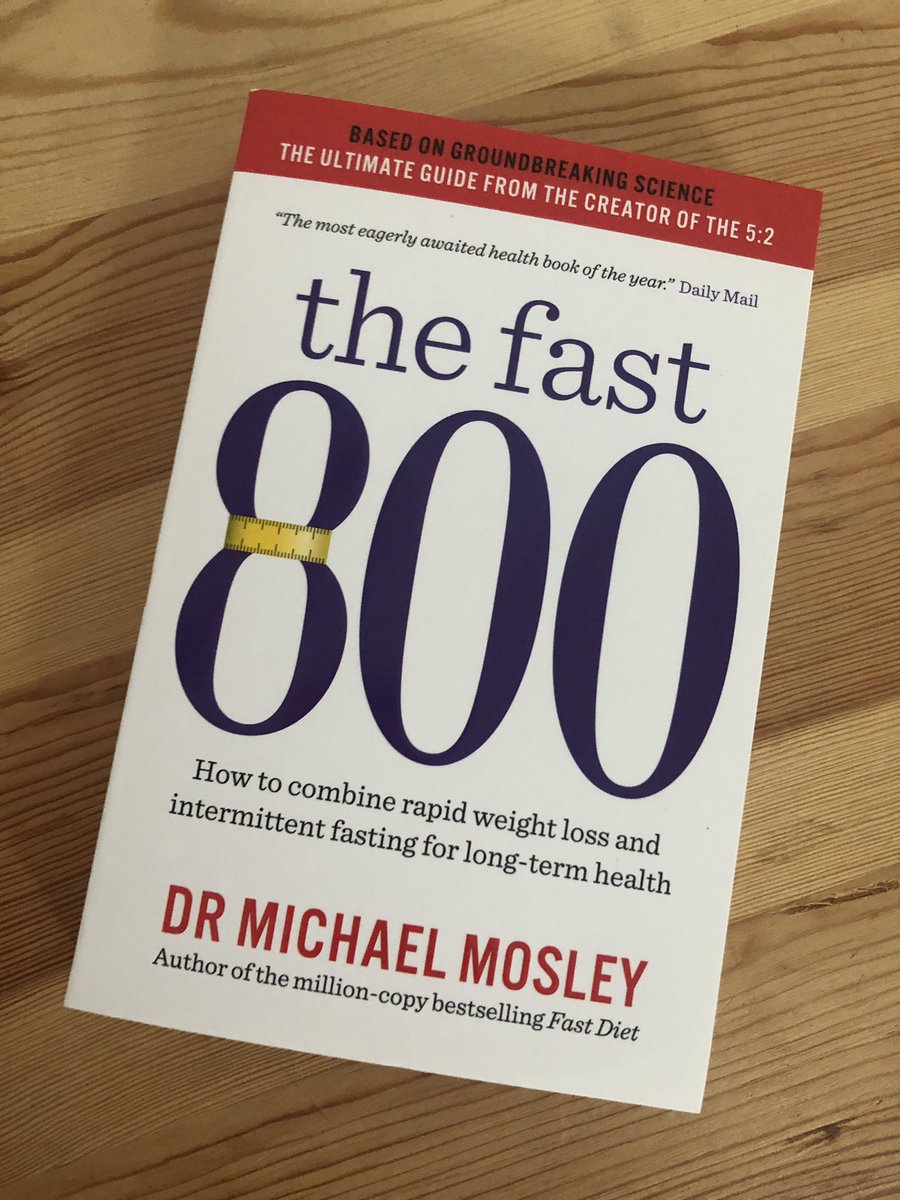 BASED ON GROUNDBREAKING SCIENCE
THE ULTIMATE GUIDE FROM THE CREATOR OF THE 5:2
“The most eagerly awaited health book of the year.” Daily Mail
the fast
800
How to combine rapid weight loss and
intermittent fasting for long-term health
DR MICHAEL MOSLEY
Author of the million-copy bestselling Fast Diet